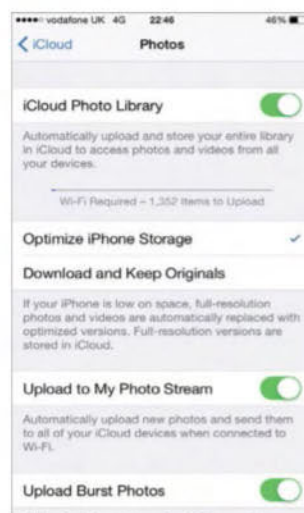 vodafone UK 4G 22:46 46%
iCloud Photos
iCloud Photo Library
Automatically upload and store your entire library
in iCloud to access photos and videos from all
your devices.
Wi-Fi Required – 1,352 Items to Upload
Optimize iPhone Storage
Download and Keep Originals
If your iPhone is low on space, full-resolution
photos and videos are automatically replaced with
optimized versions. Full-resolution versions are
stored in iCloud.
Upload to My Photo Stream
Automatically upload new photos and send them
to all of your iCloud devices when connected to
Wi-Fi.
Upload Burst Photos